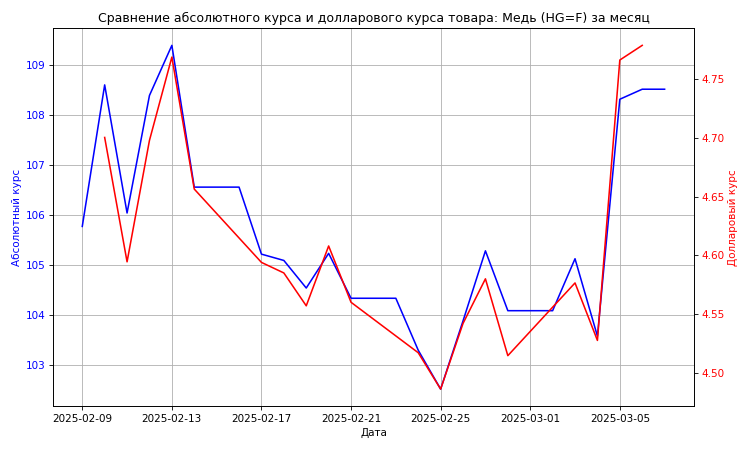 Сравнение абсолютного курса и долларового курса товара: Медь (HG=F) за месяц
109
108
107
106
105
104
103
Абсолютный курс
4.75
4.70
4.65
4.60
4.55
4.50
Долларовый курс
2025-02-09 2025-02-13 2025-02-17 2025-02-21 2025-02-25 2025-03-01 2025-03-05
Дата